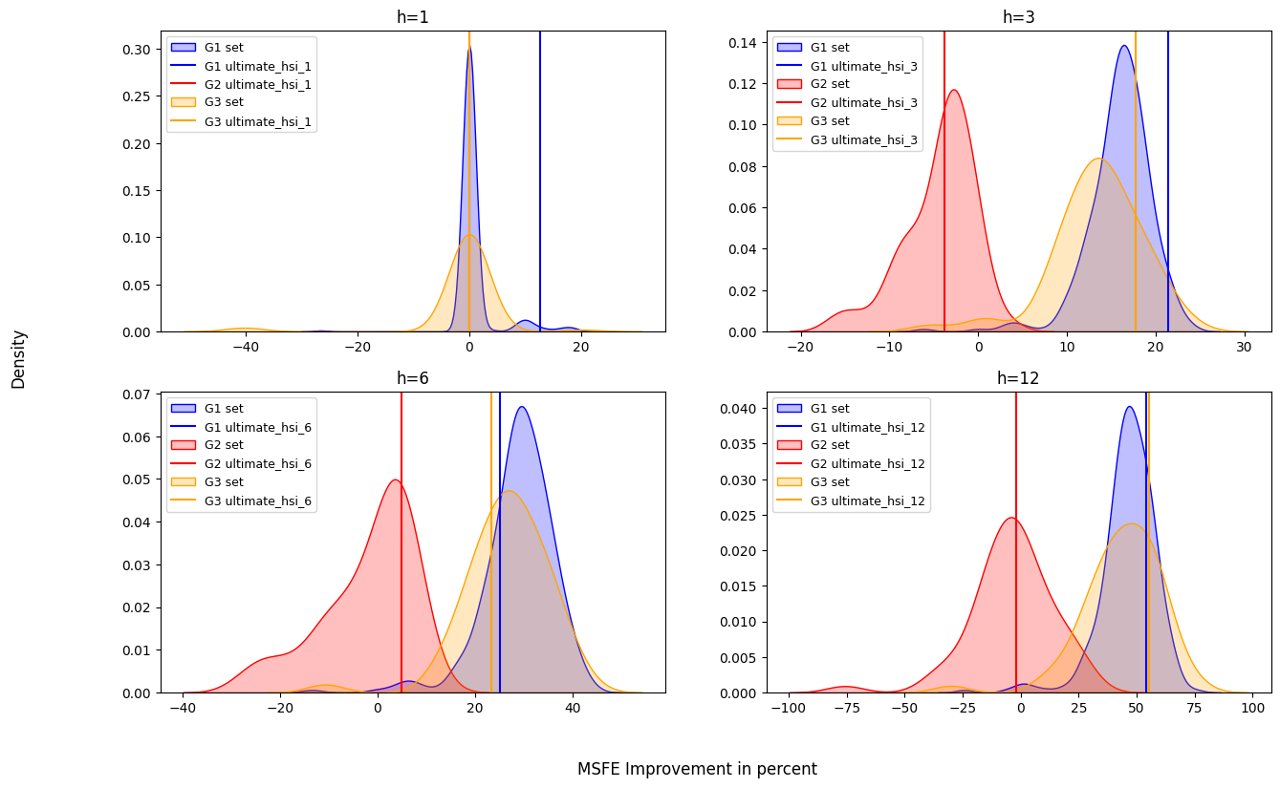 h=1
0.30
0.25
0.20
0.15
0.10
0.05
0.00
−40
−20
0
20
G1 set
G1 ultimate_hsi_1
G2 ultimate_hsi_1
G3 set
G3 ultimate_hsi_1
h=3
0.14
0.12
0.10
0.08
0.06
0.04
0.02
0.00
−20
−10
0
10
20
30
G1 set
G1 ultimate_hsi_3
G2 set
G2 ultimate_hsi_3
G3 set
G3 ultimate_hsi_3
Density
h=6
0.07
0.06
0.05
0.04
0.03
0.02
0.01
0.00
−40
−20
0
20
40
G1 set
G1 ultimate_hsi_6
G2 set
G2 ultimate_hsi_6
G3 set
G3 ultimate_hsi_6
h=12
0.040
0.035
0.030
0.025
0.020
0.015
0.010
0.005
0.000
−100
−75
−50
−25
0
25
50
75
100
G1 set
G1 ultimate_hsi_12
G2 set
G2 ultimate_hsi_12
G3 set
G3 ultimate_hsi_12
MSFE Improvement in percent